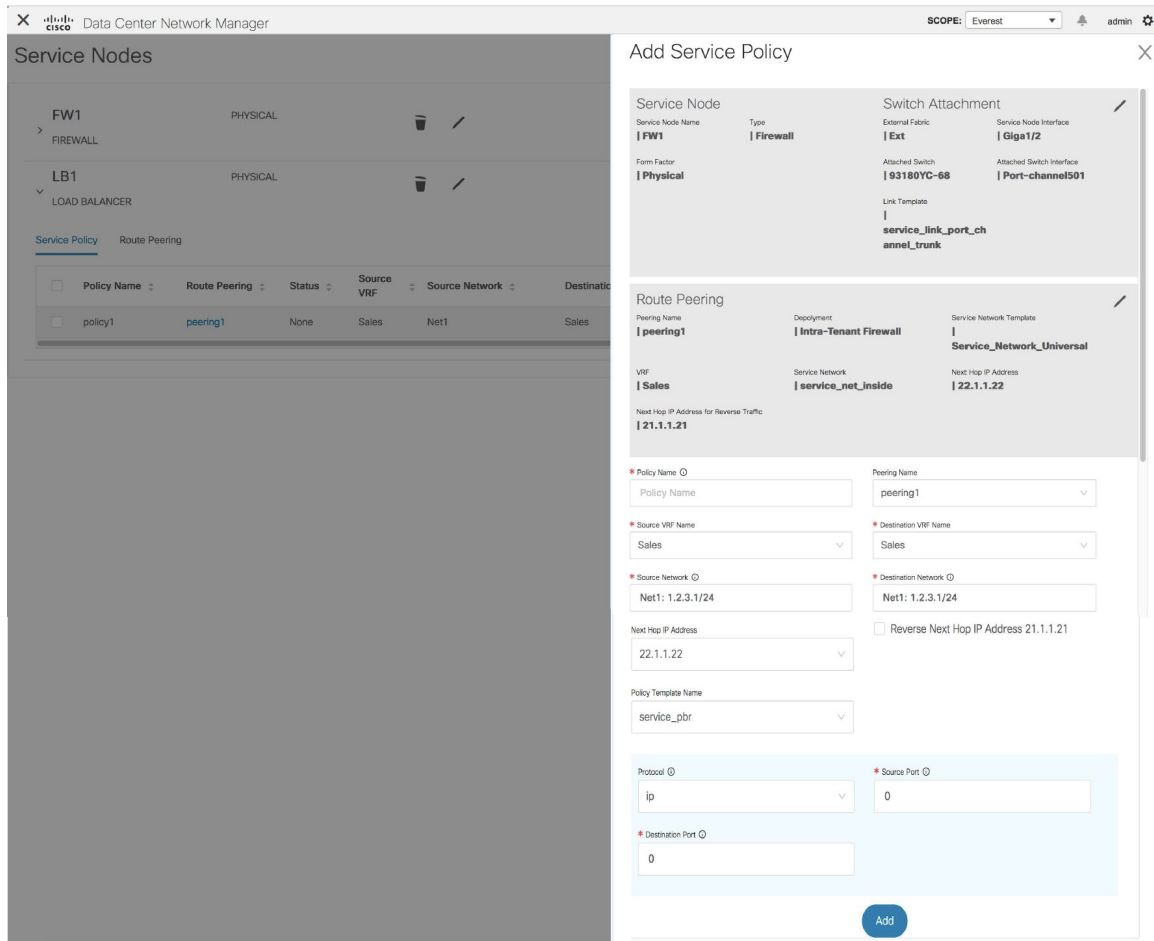 cisco Data Center Network Manager
SCOPE: Everest admin
Service Nodes
FW1 PHYSICAL
FIREWALL
LB1 PHYSICAL
LOAD BALANCER
Service Policy Route Peering
Policy Name Route Peering Status Source VRF Source Network Destinatic
policy1 peering1 None Sales Net1 Sales
Add Service Policy
Service Node
Service Node Name Type
| FW1 | Firewall
Form Factor
| Physical
Switch Attachment
External Fabric Service Node Interface
| Ext | Giga1/2
Attached Switch Attached Switch Interface
| 93180YC-68 | Port-channel501
Link Template
|
service_link_port_ch
annel_trunk
Route Peering
Peering Name Depolyment Service Network Template
| peering1 | Intra-Tenant Firewall |
Service_Network_Universal
VRF Service Network Next Hop IP Address
| Sales | service_net_inside | 22.1.1.22
Next Hop IP Address for Reverse Traffic
| 21.1.1.21
* Policy Name Peering Name
Policy Name peering1
* Source VRF Name * Destination VRF Name
Sales Sales
* Source Network * Destination Network
Net1: 1.2.3.1/24 Net1: 1.2.3.1/24
Next Hop IP Address Reverse Next Hop IP Address 21.1.1.21
22.1.1.22
Policy Template Name
service_pbr
Protocol * Source Port
ip 0
* Destination Port
0
Add